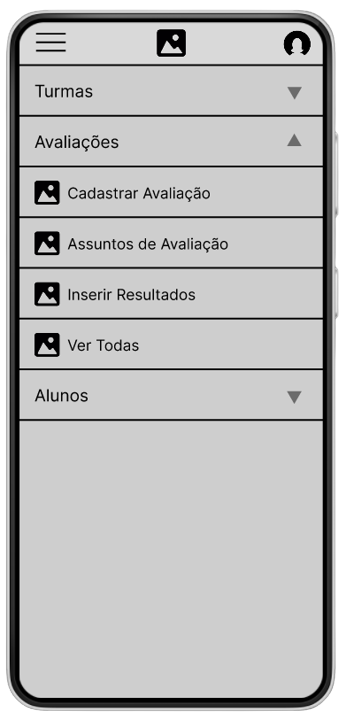 Turmas
Avaliações
Cadastrar Avaliação
Assuntos de Avaliação
Inserir Resultados
Ver Todas
Alunos